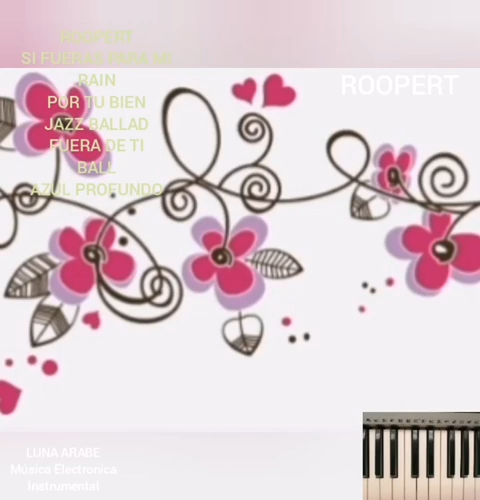 ROOPERT
SI FUERAS PARA MI
RAIN
POR TU BIEN
JAZZ BALLAD
FUERA DE TI
BALL
AZUL PROFUNDO
ROOPERT
LUNA ARABE
Música Electronica
Instrumental